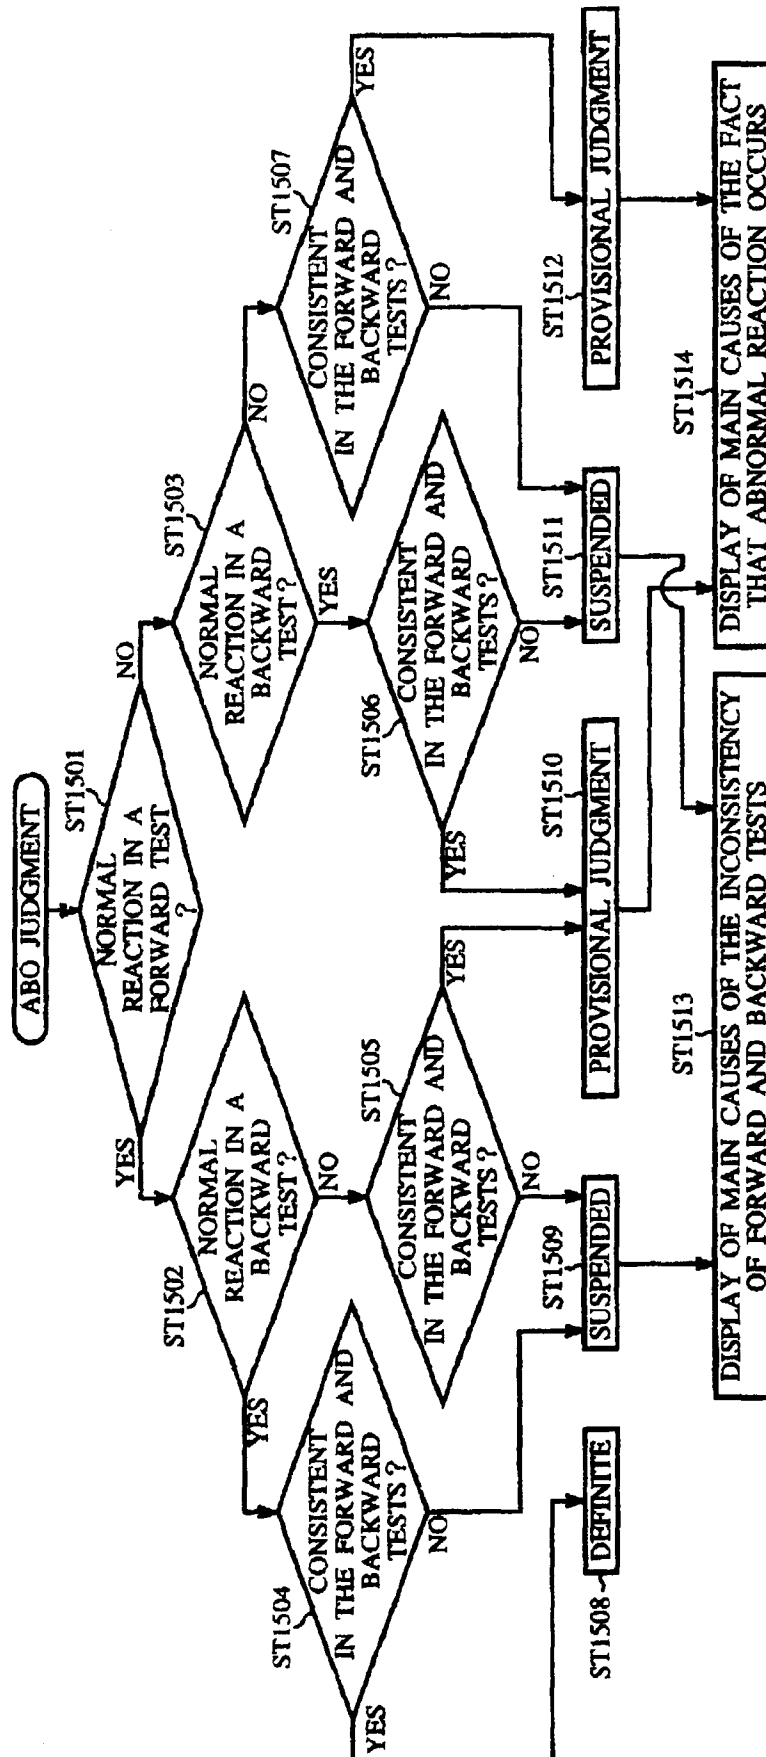 ABO JUDGMENT
ST1501
NORMAL
REACTION IN A
FORWARD TEST
?
YES
NO
ST1502
NORMAL
REACTION IN A
BACKWARD
TEST?
YES
NO
ST1503
NORMAL
REACTION IN A
BACKWARD
TEST?
YES
NO
ST1504
CONSISTENT
IN THE FORWARD AND
BACKWARD
TESTS?
YES
NO
ST1505
CONSISTENT
IN THE FORWARD AND
BACKWARD
TESTS?
YES
NO
ST1506
CONSISTENT
IN THE FORWARD AND
BACKWARD
TESTS?
YES
NO
ST1507
CONSISTENT
IN THE FORWARD AND
BACKWARD
TESTS?
YES
NO
ST1508
DEFINITE
ST1509
SUSPENDED
ST1510
PROVISIONAL JUDGMENT
ST1511
SUSPENDED
ST1512
PROVISIONAL JUDGMENT
ST1513
DISPLAY OF MAIN CAUSES OF THE INCONSISTENCY
OF FORWARD AND BACKWARD TESTS
ST1514
DISPLAY OF MAIN CAUSES OF THE FACT
THAT ABNORMAL REACTION OCCURS